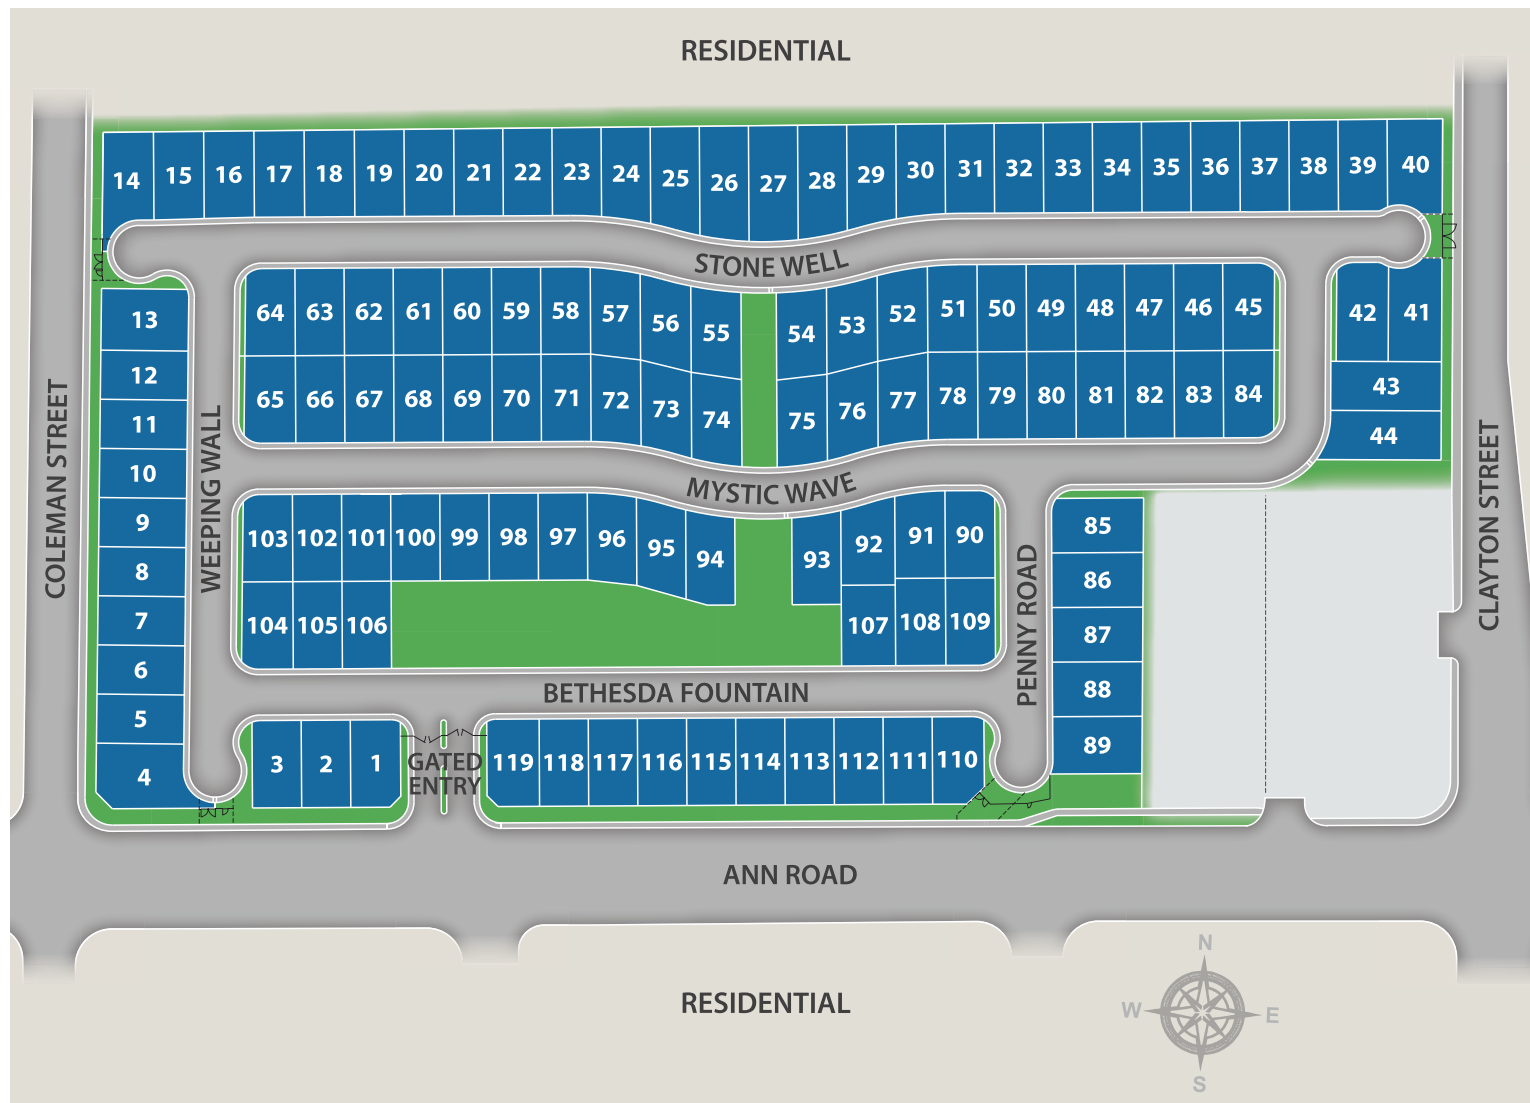 RESIDENTIAL
14 15 16 17 18 19 20 21 22 23 24 25 26 27 28 29 30 31 32 33 34 35 36 37 38 39 40
STONE WELL
64 63 62 61 60 59 58 57 56 55 54 53 52 51 50 49 48 47 46 45
42 41
65 66 67 68 69 70 71 72 73 74 75 76 77 78 79 80 81 82 83 84
43
44
13
12
11
10
9
8
7
6
5
4
COLEMAN STREET
WEEPING WALL
MYSTIC WAVE
103 102 101 100 99 98 97 96 95 94 93 92 91 90
104 105 106 107 108 109
PENNY ROAD
85
86
87
88
89
CLAYTON STREET
BETHESDA FOUNTAIN
3 2 1
GATED
ENTRY
119 118 117 116 115 114 113 112 111 110
ANN ROAD
RESIDENTIAL
N
W E
S